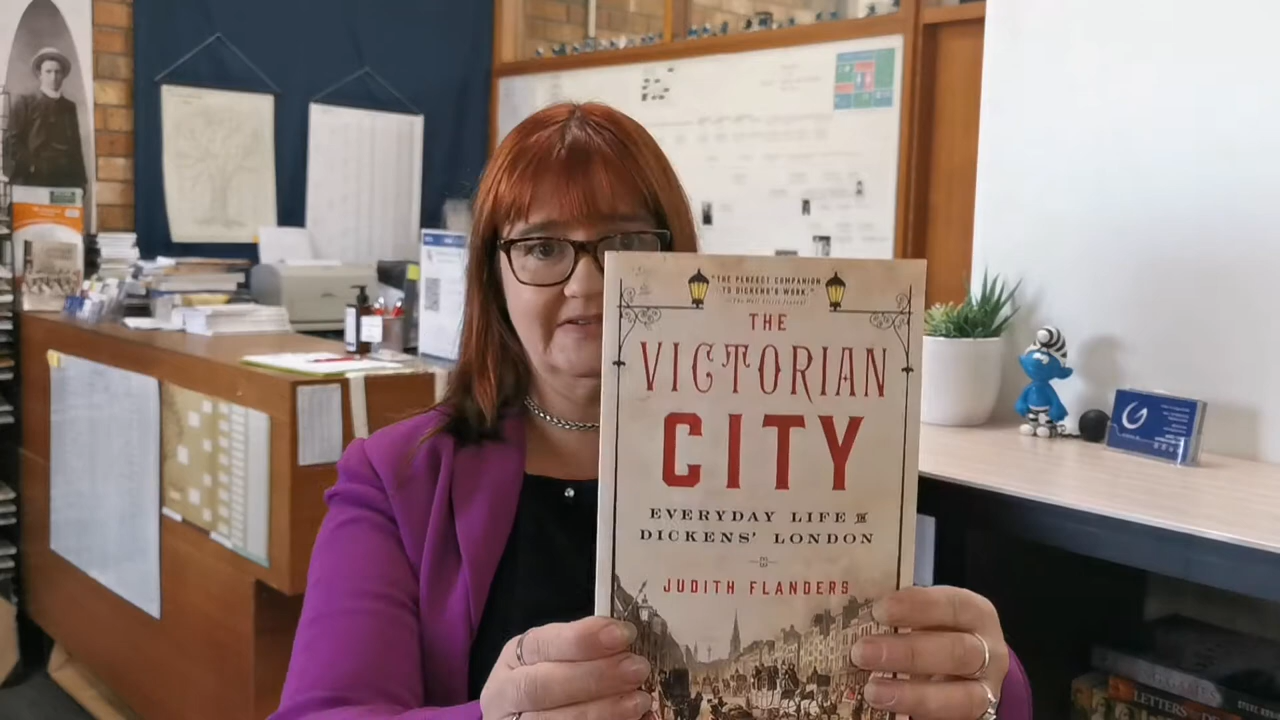 "THE PERFECT COMPANION
TO DICKENS'S WORK."
—The Wall Street Journal
THE
VICTORIAN
CITY
EVERYDAY LIFE IN
DICKENS' LONDON
JUDITH FLANDERS
LETTERS